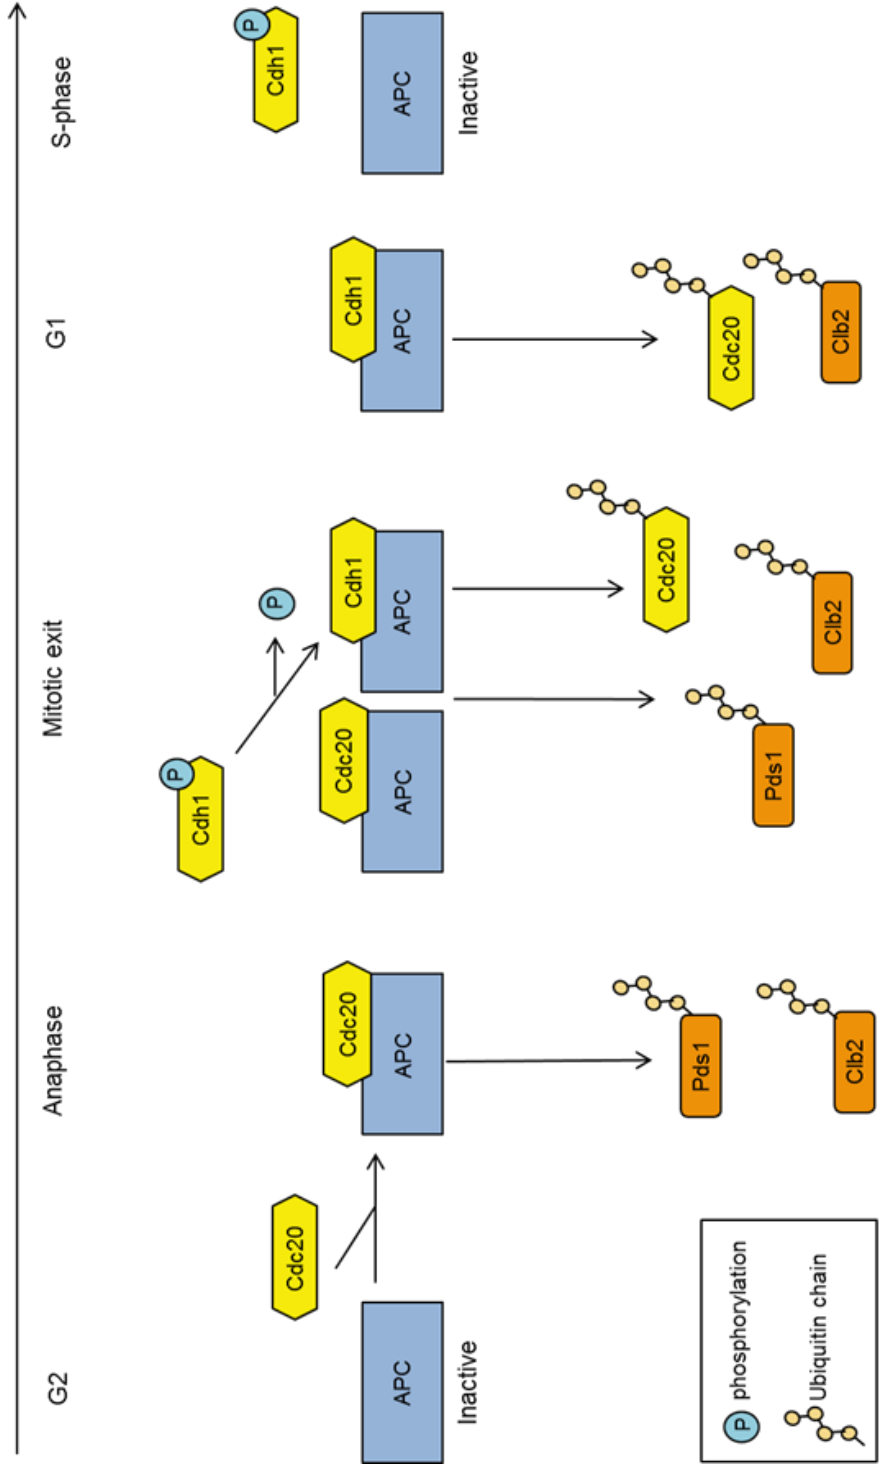 G2
Anaphase
Mitotic exit
G1
S-phase
Cdc20
APC
Inactive
Cdc20
APC
Pds1
Clb2
Cdh1
P
P
Cdc20
APC
Cdh1
APC
Pds1
Cdc20
Clb2
Cdh1
APC
Cdc20
Clb2
Cdh1
P
APC
Inactive
P phosphorylation
Ubiquitin chain